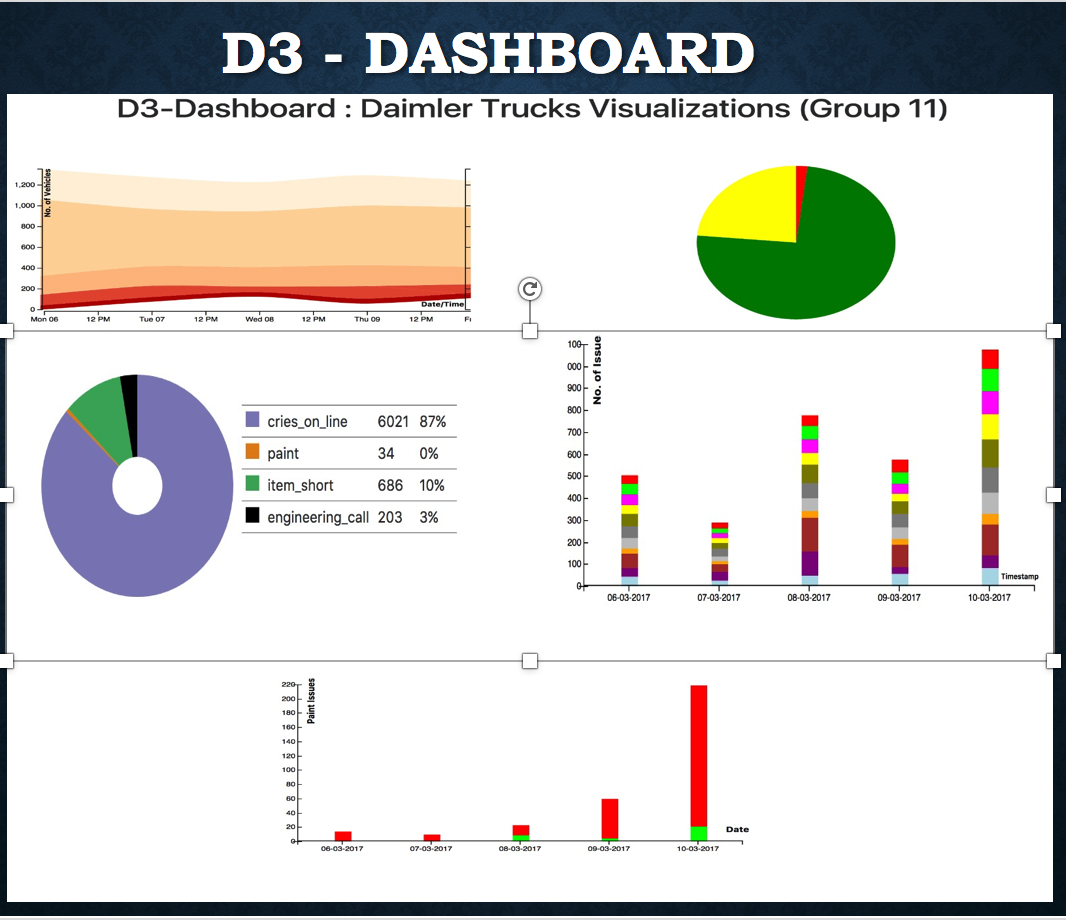 D3 - DASHBOARD
D3-Dashboard : Daimler Trucks Visualizations (Group 11)
No. of Vehicles
1,200
1,000
800
600
400
200
0
Date/Time
Mon 06 12 PM Tue 07 12 PM Wed 08 12 PM Thu 09 12 PM F
cries_on_line 6021 87%
paint 34 0%
item_short 686 10%
engineering_call 203 3%
No. of Issue
100
000
900
800
700
600
500
400
300
200
100
0
Timestamp
06-03-2017 07-03-2017 08-03-2017 09-03-2017 10-03-2017
Paint Issues
220
200
180
160
140
120
100
80
60
40
20
0
Date
06-03-2017 07-03-2017 08-03-2017 09-03-2017 10-03-2017